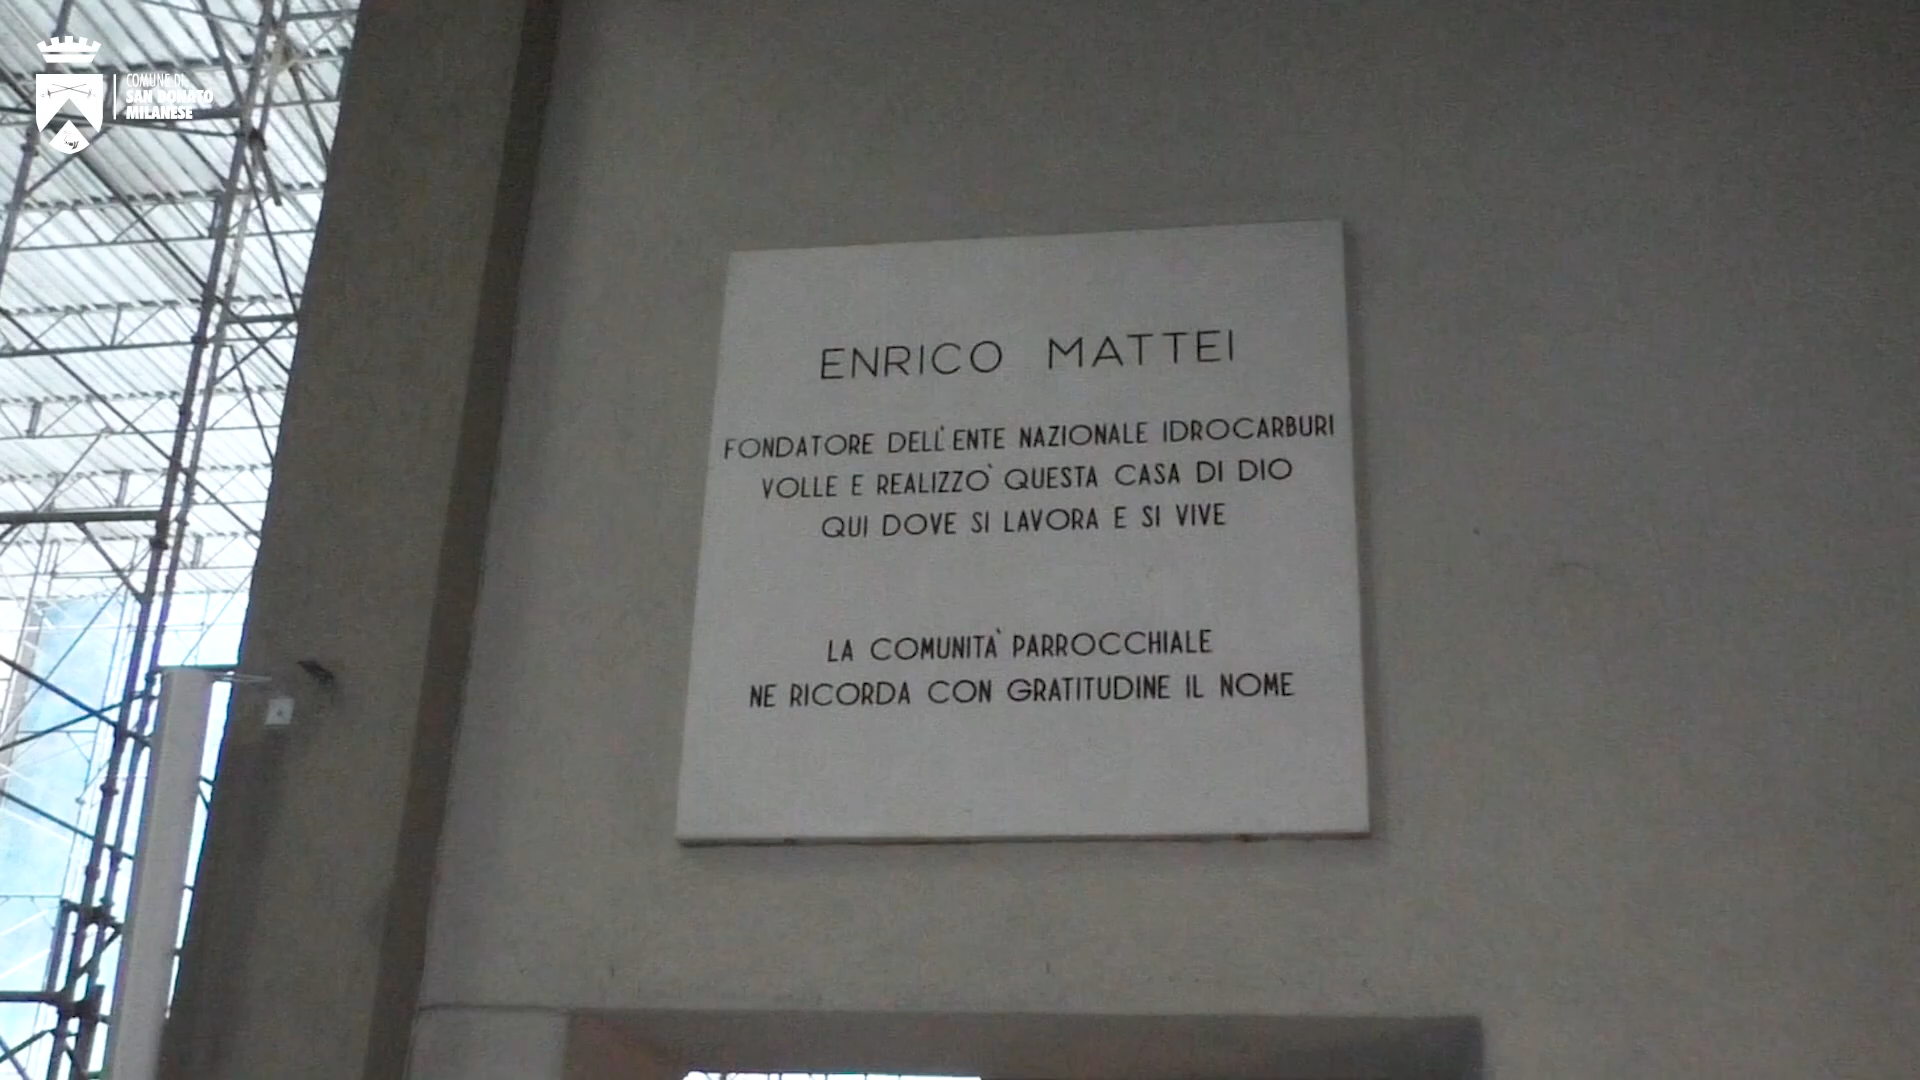 COMUNE DI
SAN DONATO
MILANESE
ENRICO MATTEI
FONDATORE DELL'ENTE NAZIONALE IDROCARBURI
VOLLE E REALIZZO' QUESTA CASA DI DIO
QUI DOVE SI LAVORA E SI VIVE
LA COMUNITA' PARROCCHIALE
NE RICORDA CON GRATITUDINE IL NOME